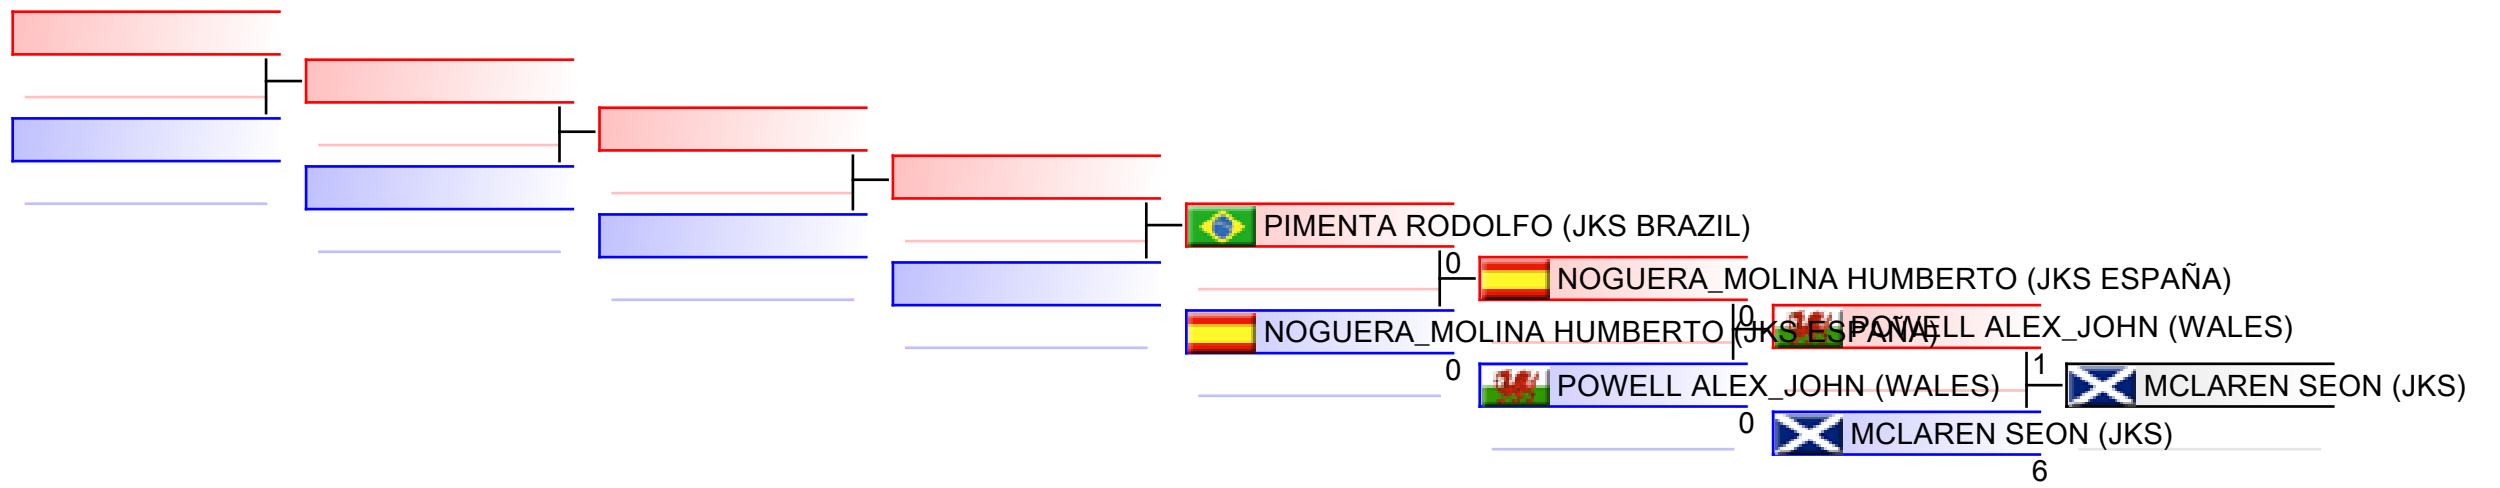 PIMENTA RODOLFO (JKS BRAZIL)
0
NOGUERA_MOLINA HUMBERTO (JKS ESPAÑA)
0
NOGUERA_MOLINA HUMBERTO (JKS ESPAÑA)
0
POWELL ALEX_JOHN (WALES)
0
POWELL ALEX_JOHN (WALES)
1
MCLAREN SEON (JKS)
6
MCLAREN SEON (JKS)